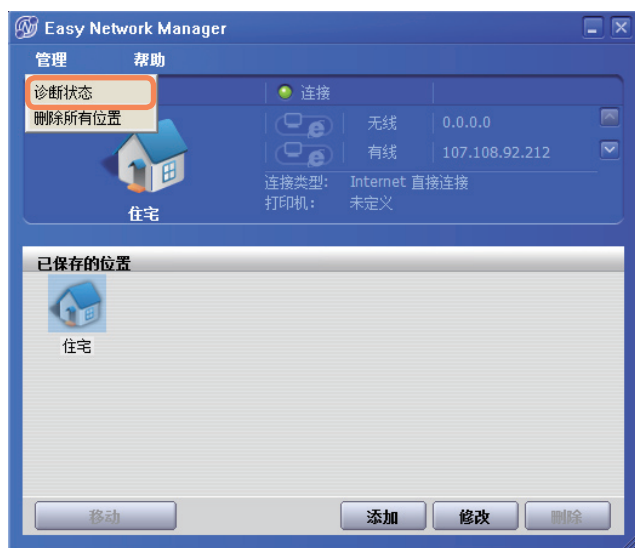 Easy Network Manager
管理 帮助
诊断状态
删除所有位置
连接
无线 0.0.0.0
有线 107.108.92.212
连接类型: Internet 直接连接
打印机: 未定义
住宅
已保存的位置
住宅
移动 添加 修改 删除